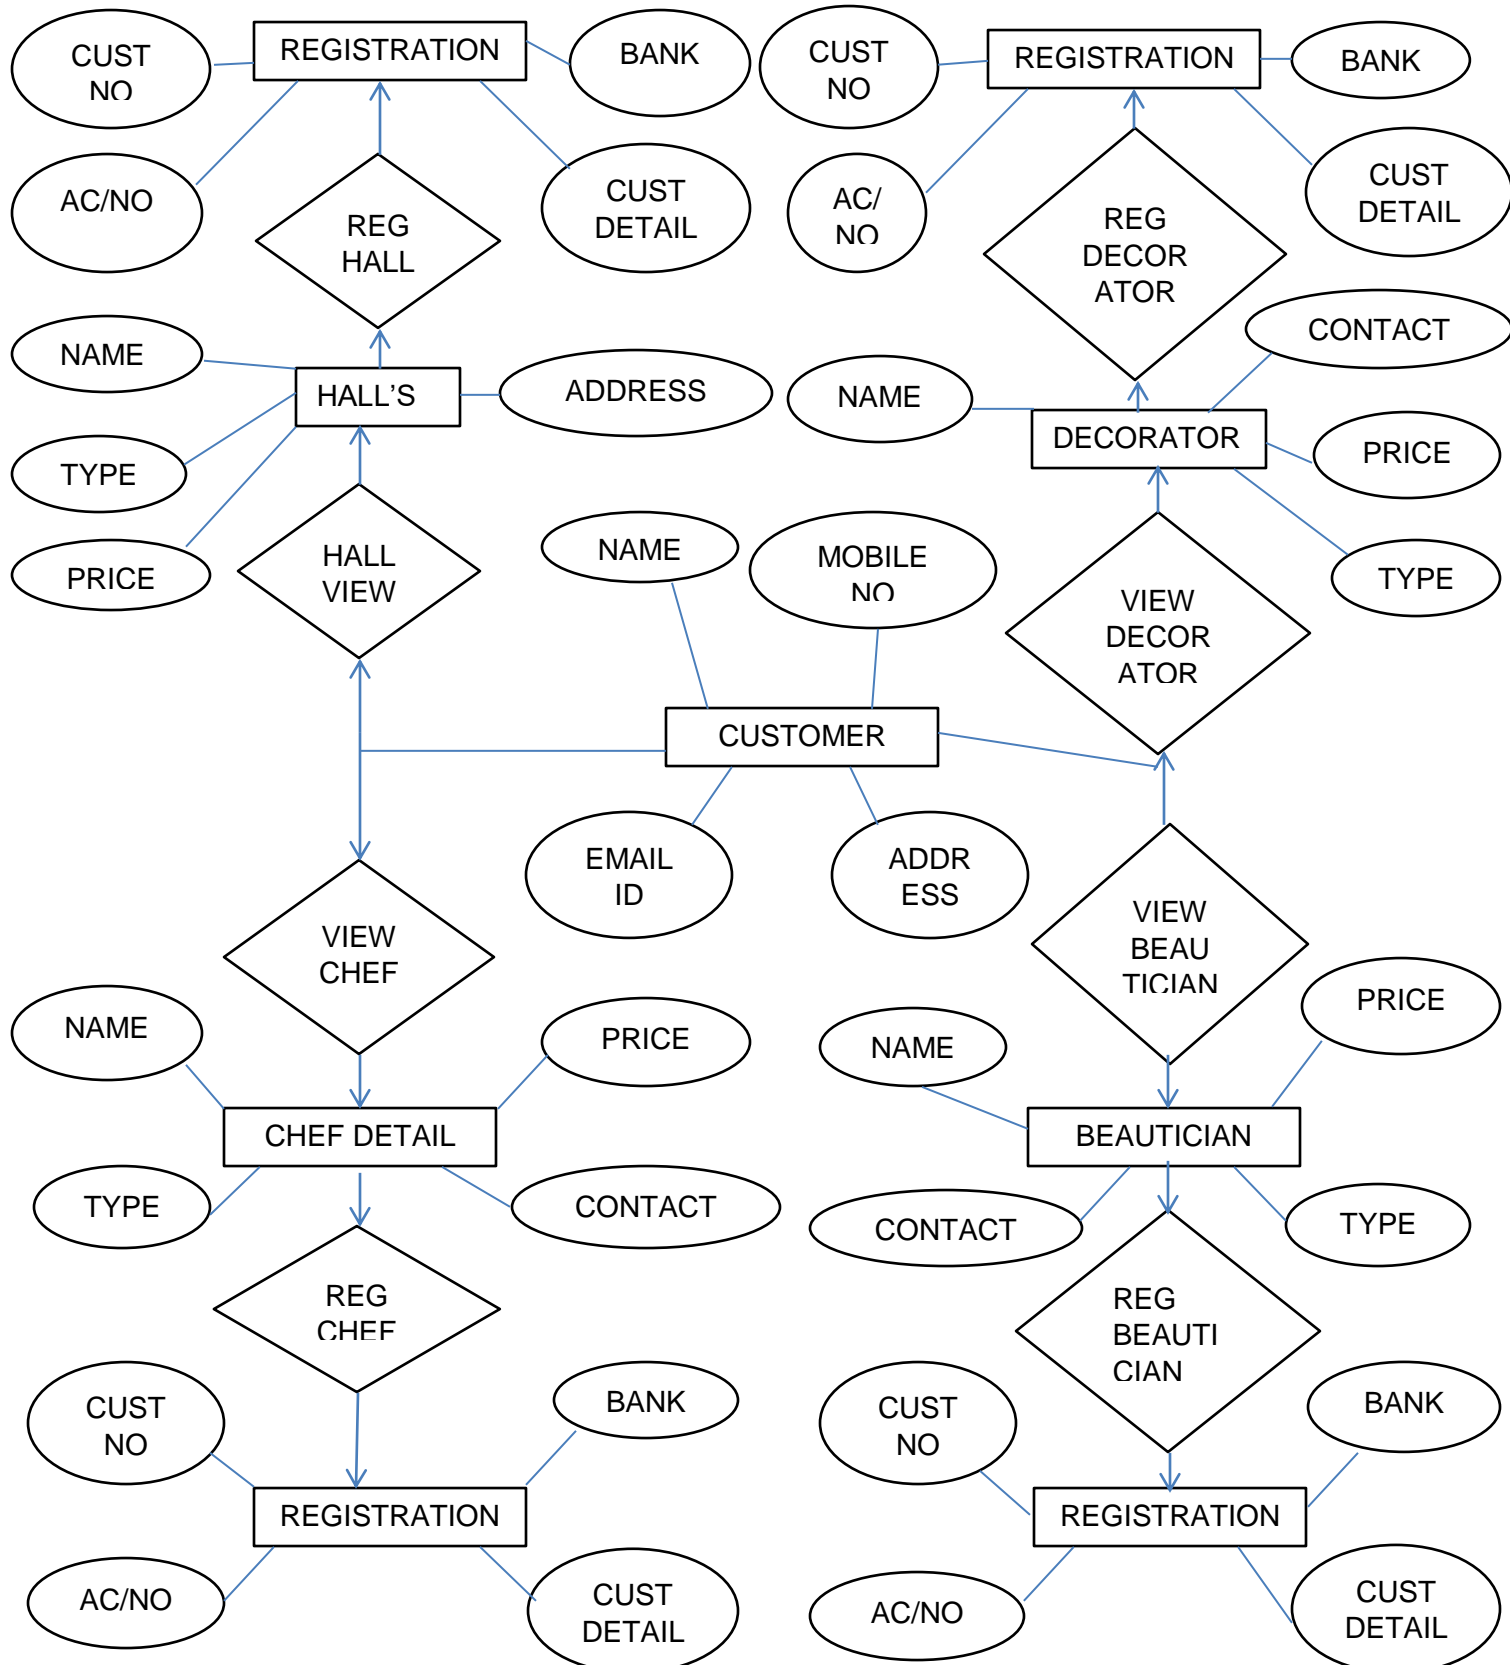 CUST
NO
REGISTRATION
BANK
AC/NO
CUST
DETAIL
REG
HALL
CUST
NO
REGISTRATION
BANK
AC/
NO
CUST
DETAIL
REG
DECOR
ATOR
NAME
HALL'S
ADDRESS
TYPE
PRICE
HALL
VIEW
CONTACT
NAME
DECORATOR
PRICE
TYPE
VIEW
DECOR
ATOR
NAME
MOBILE
NO
CUSTOMER
EMAIL
ID
ADDR
ESS
VIEW
CHEF
NAME
PRICE
CHEF DETAIL
TYPE
CONTACT
REG
CHEF
VIEW
BEAU
TICIAN
PRICE
NAME
BEAUTICIAN
CONTACT
TYPE
REG
BEAUTI
CIAN
CUST
NO
BANK
REGISTRATION
AC/NO
CUST
DETAIL
CUST
NO
BANK
REGISTRATION
AC/NO
CUST
DETAIL